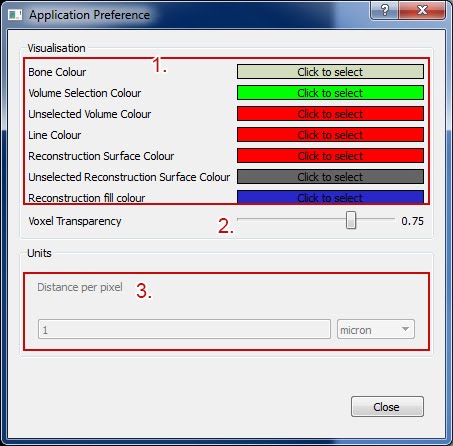 Application Preference
Visualisation
1.
Bone Colour Click to select
Volume Selection Colour Click to select
Unselected Volume Colour Click to select
Line Colour Click to select
Reconstruction Surface Colour Click to select
Unselected Reconstruction Surface Colour Click to select
Reconstruction fill colour Click to select
Voxel Transparency 2. 0.75
Units
Distance per pixel 3.
1 micron
Close